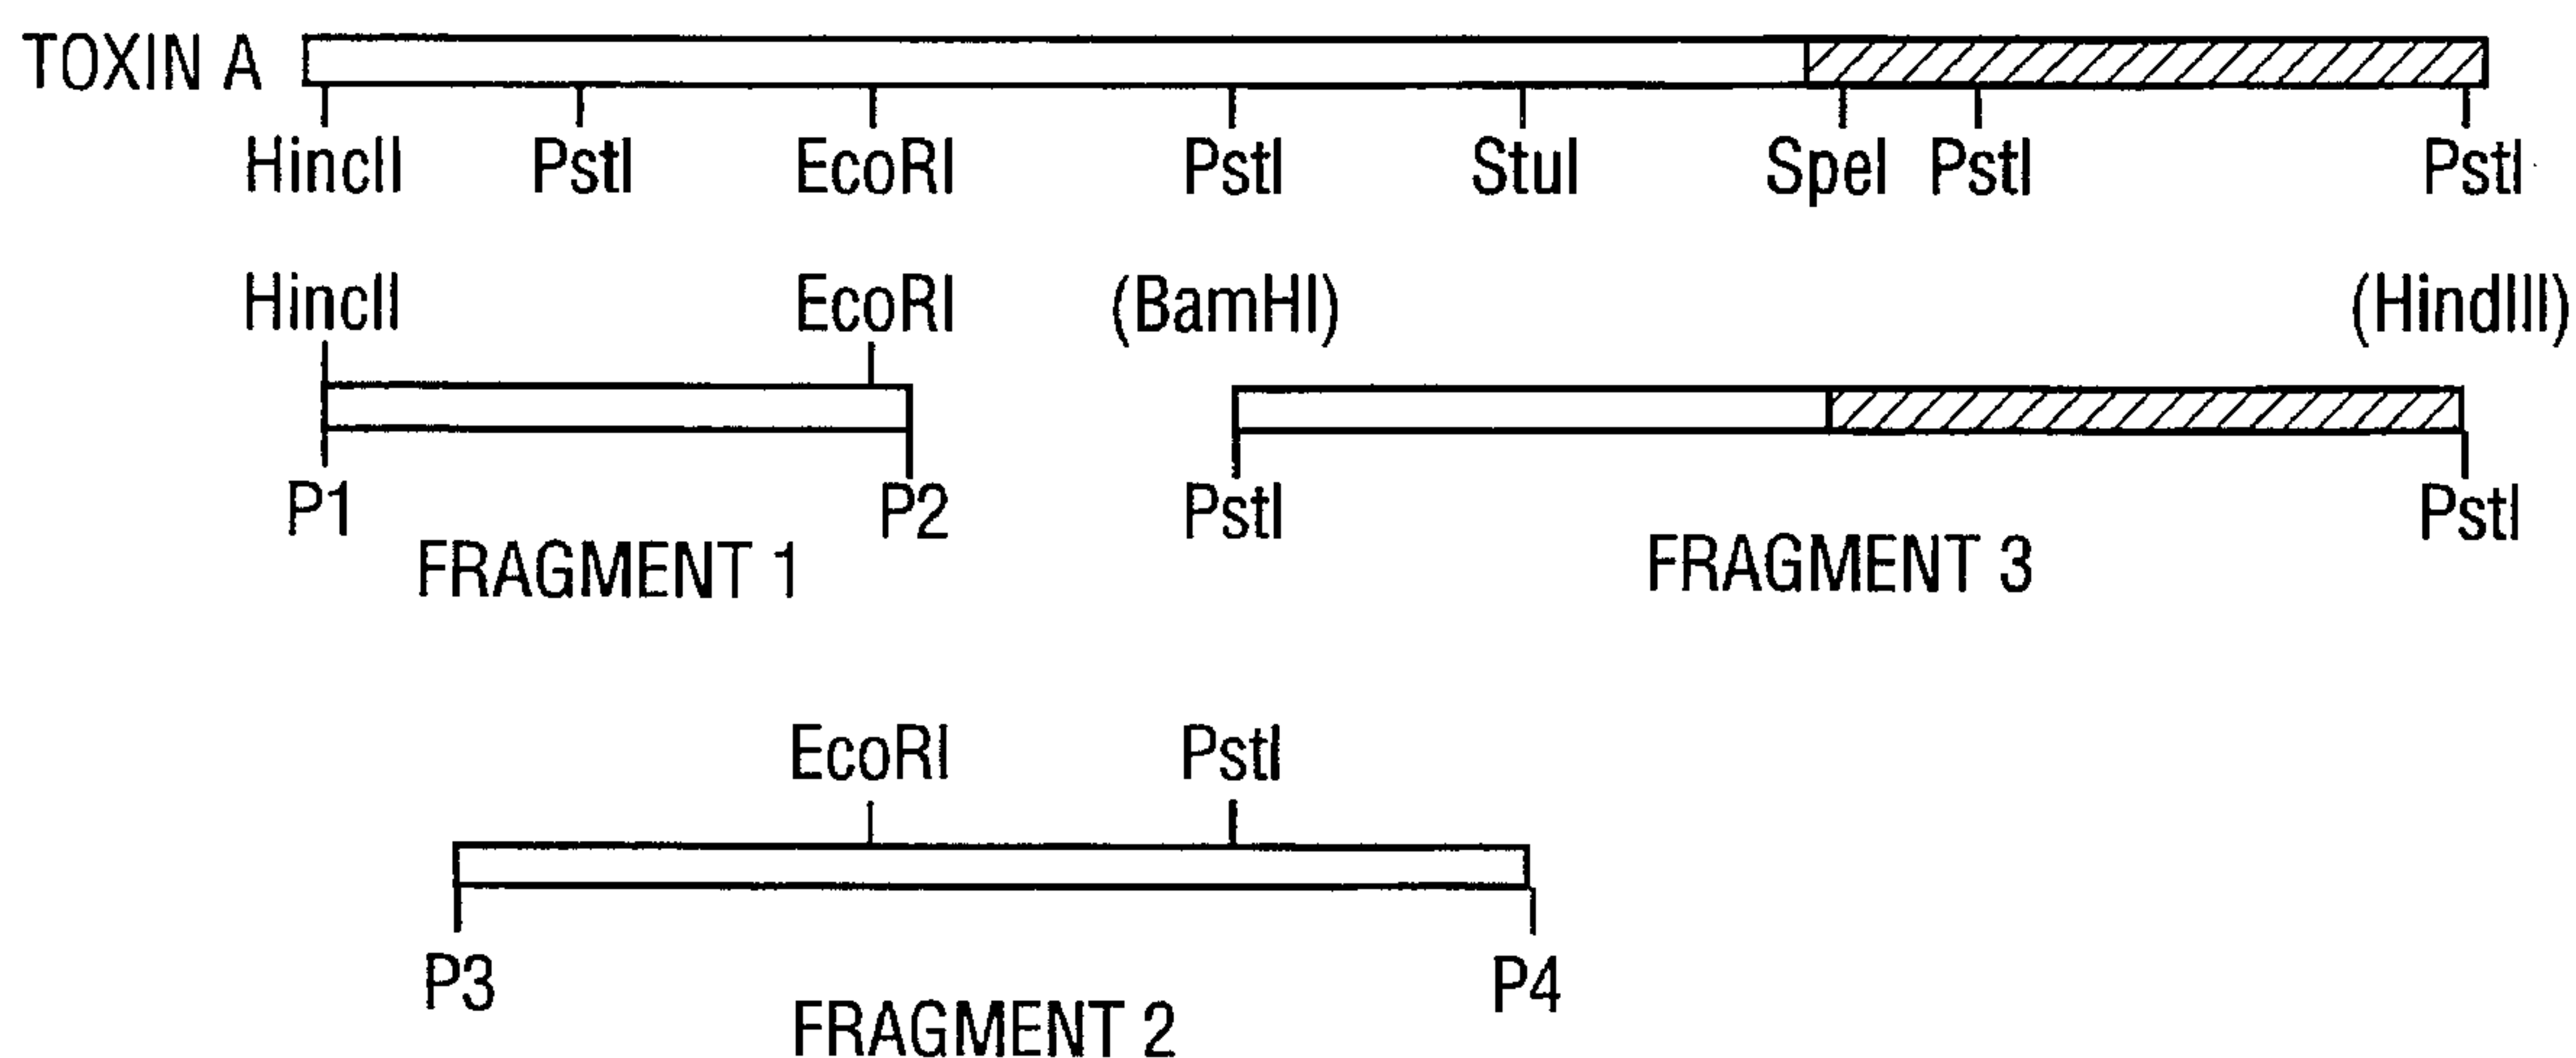 TOXIN A
HincII PstI EcoRI PstI StuI SpeI PstI PstI
HincII EcoRI (BamHI) (HindIII)
P1 P2 PstI PstI
FRAGMENT 1 FRAGMENT 3
EcoRI PstI
P3 P4
FRAGMENT 2